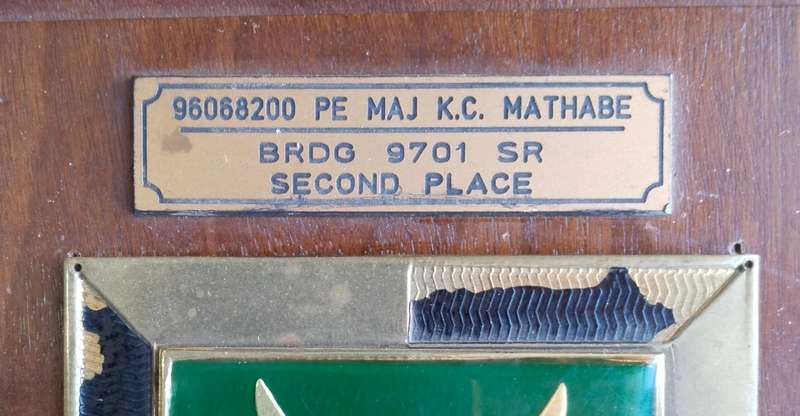 96068200 PE MAJ K.C. MATHABE
BRDG 9701 SR
SECOND PLACE